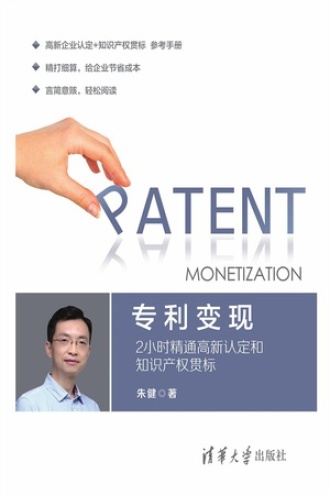 高新企业认定+知识产权贯标 参考手册
精打细算，给企业节省成本
言简意赅，轻松阅读
PATENT
MONETIZATION
专利变现
2小时精通高新认定和
知识产权贯标
朱健◎著
清华大学出版社